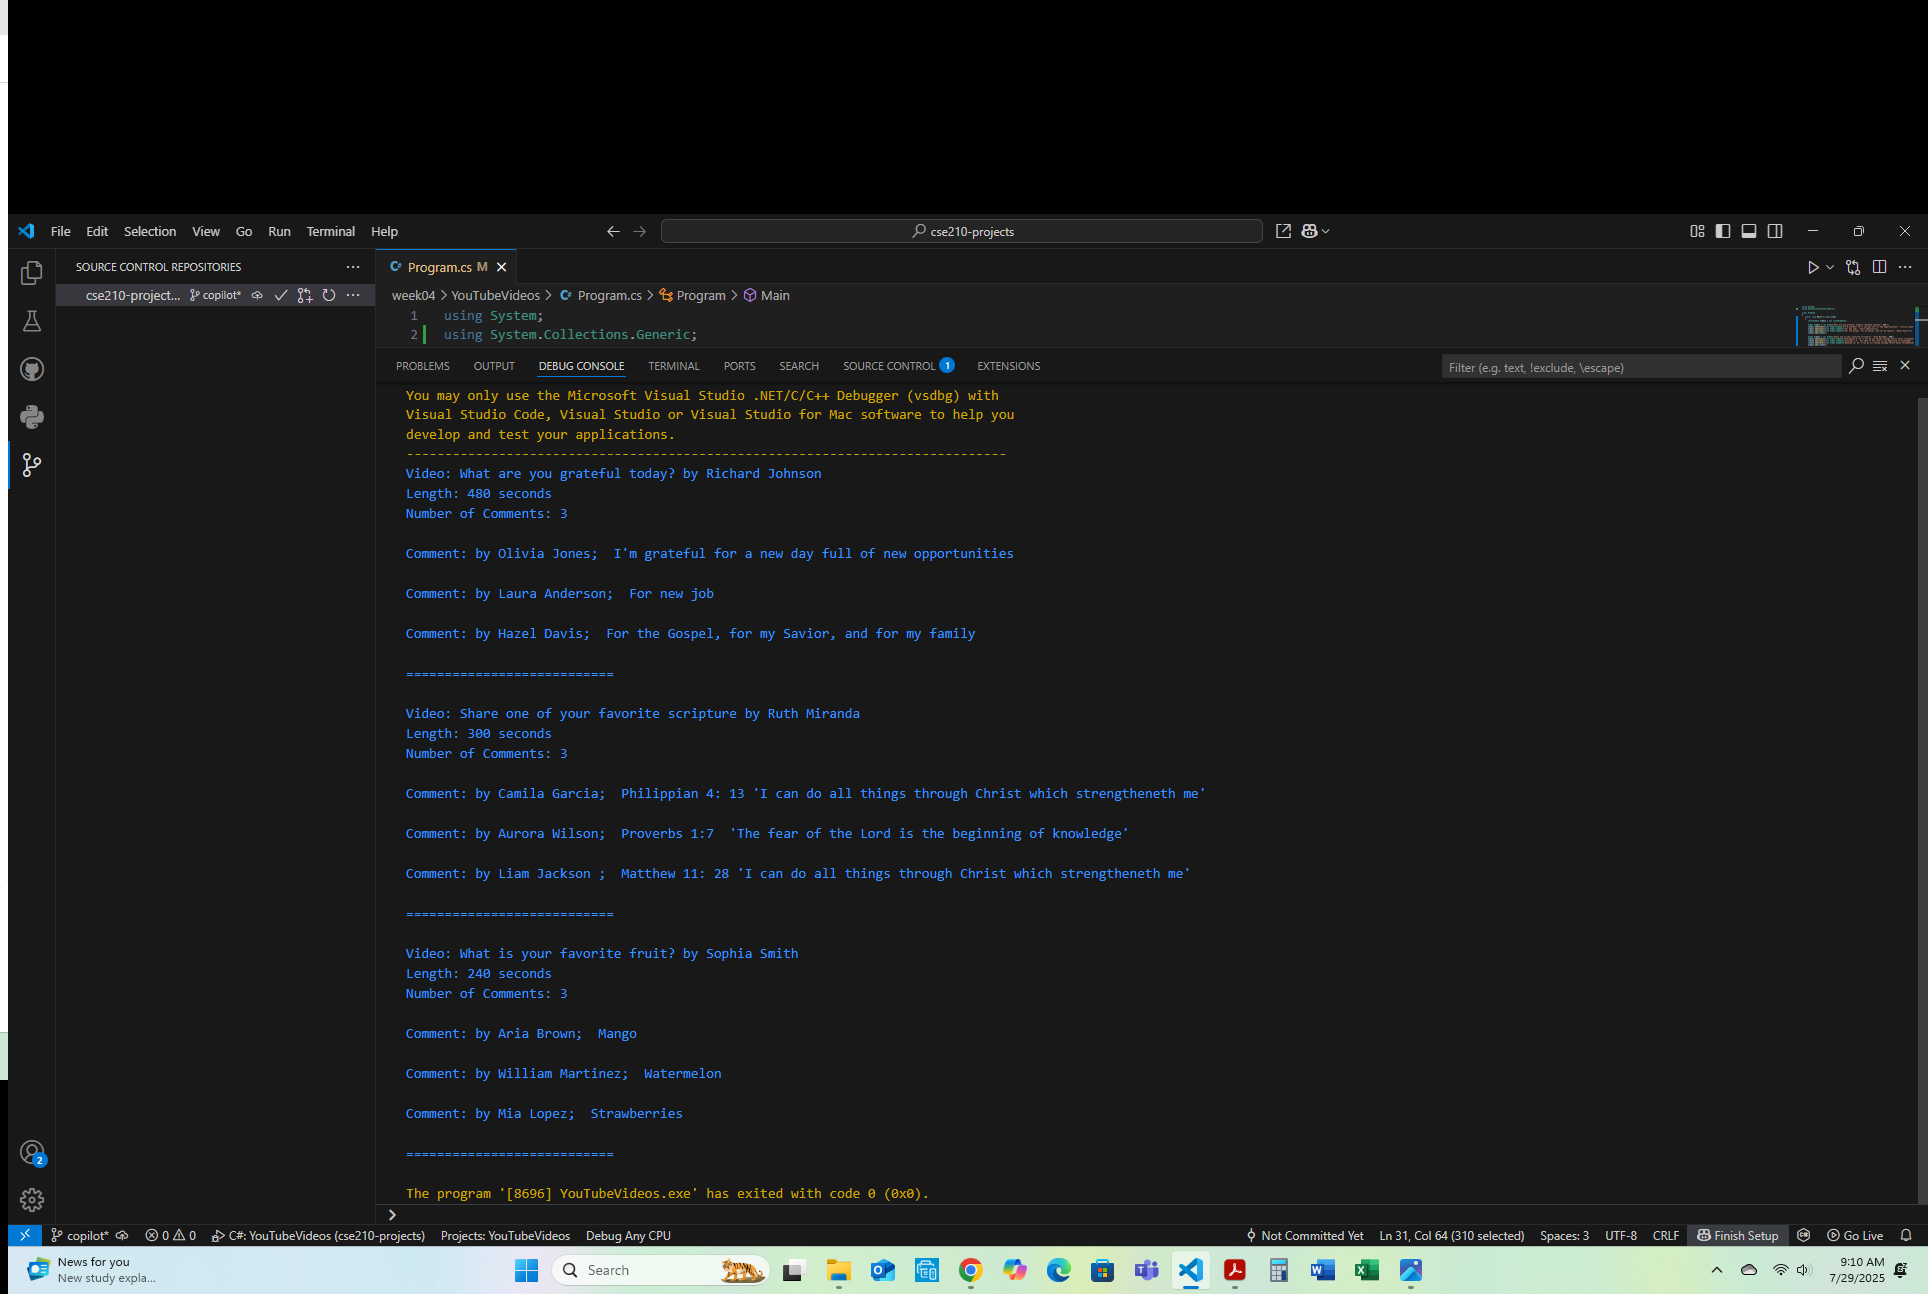 File Edit Selection View Go Run Terminal Help
cse210-projects
SOURCE CONTROL REPOSITORIES
cse210-project... copilot*
Program.cs M
week04 > YouTubeVideos > Program.cs > Program > Main
1 using System;
2 using System.Collections.Generic;
PROBLEMS OUTPUT DEBUG CONSOLE TERMINAL PORTS SEARCH SOURCE CONTROL 1 EXTENSIONS
Filter (e.g. text, !exclude, \escape)
You may only use the Microsoft Visual Studio .NET/C/C++ Debugger (vsdbg) with
Visual Studio Code, Visual Studio or Visual Studio for Mac software to help you
develop and test your applications.
------------------------------------------------------------------------------
Video: What are you grateful today? by Richard Johnson
Length: 480 seconds
Number of Comments: 3
Comment: by Olivia Jones;  I'm grateful for a new day full of new opportunities
Comment: by Laura Anderson;  For new job
Comment: by Hazel Davis;  For the Gospel, for my Savior, and for my family
===========================
Video: Share one of your favorite scripture by Ruth Miranda
Length: 300 seconds
Number of Comments: 3
Comment: by Camila Garcia;  Philippian 4: 13 'I can do all things through Christ which strengtheneth me'
Comment: by Aurora Wilson;  Proverbs 1:7  'The fear of the Lord is the beginning of knowledge'
Comment: by Liam Jackson ;  Matthew 11: 28 'I can do all things through Christ which strengtheneth me'
===========================
Video: What is your favorite fruit? by Sophia Smith
Length: 240 seconds
Number of Comments: 3
Comment: by Aria Brown;  Mango
Comment: by William Martinez;  Watermelon
Comment: by Mia Lopez;  Strawberries
===========================
The program '[8696] YouTubeVideos.exe' has exited with code 0 (0x0).
2
copilot* 0 0 C#: YouTubeVideos (cse210-projects) Projects: YouTubeVideos Debug Any CPU Not Committed Yet Ln 31, Col 64 (310 selected) Spaces: 3 UTF-8 CRLF Finish Setup Go Live
News for you
New study expla...
Search
9:10 AM
7/29/2025